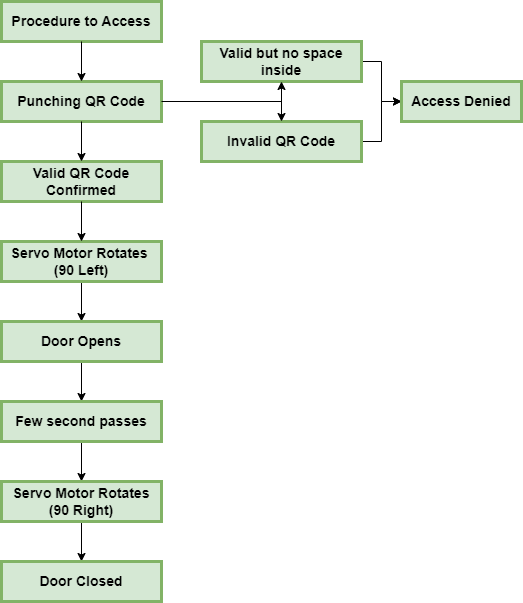 Procedure to Access
Valid but no space
inside
Punching QR Code
Access Denied
Invalid QR Code
Valid QR Code
Confirmed
Servo Motor Rotates
(90 Left)
Door Opens
Few second passes
Servo Motor Rotates
(90 Right)
Door Closed